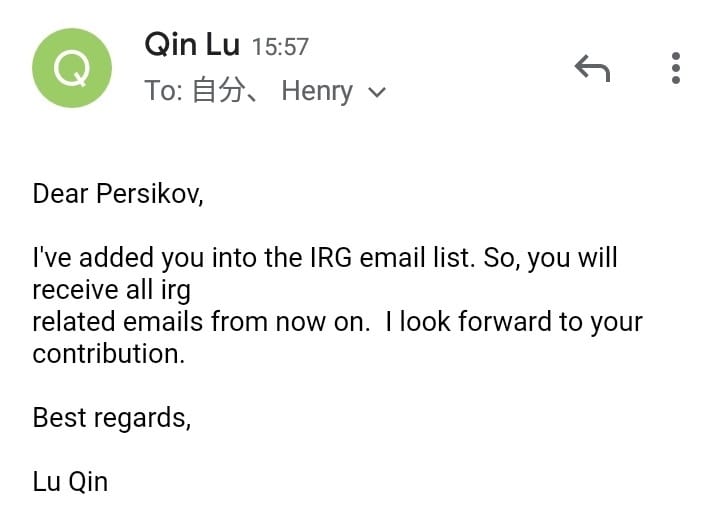 Q
Qin Lu 15:57
To: 自分、 Henry
Dear Persikov,
I've added you into the IRG email list. So, you will
receive all irg
related emails from now on.  I look forward to your
contribution.
Best regards,
Lu Qin